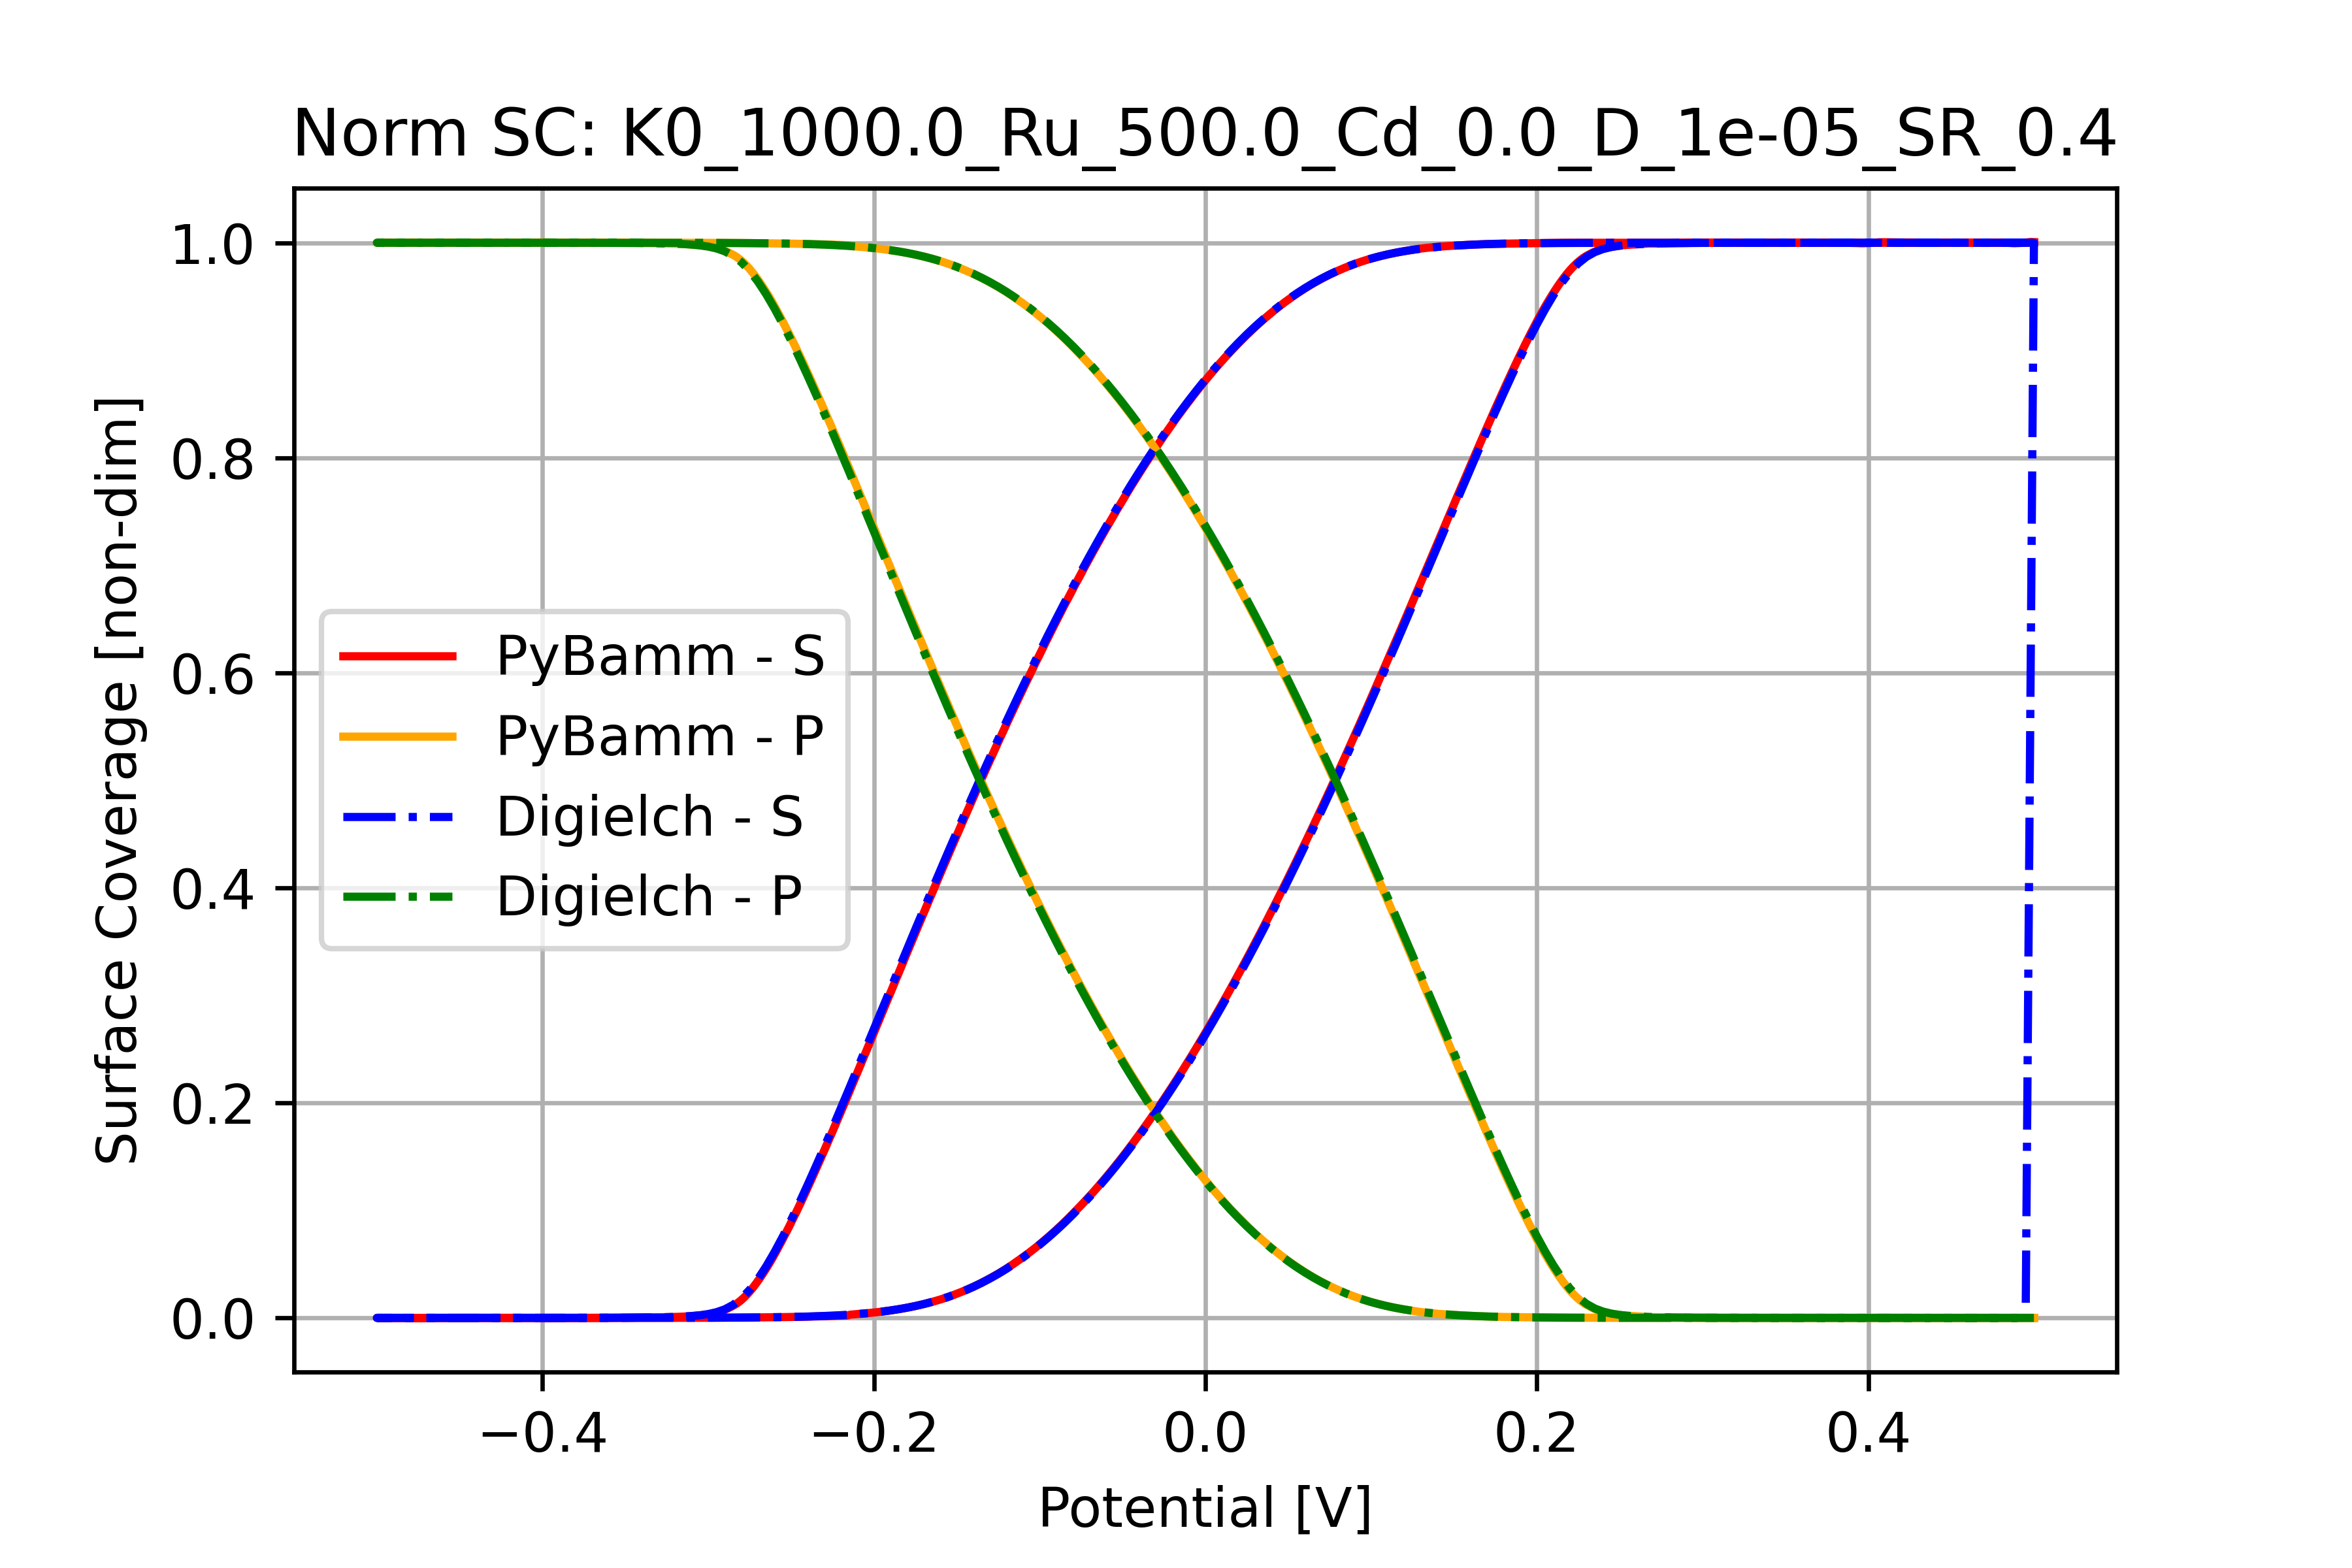 Norm SC: K0_1000.0_Ru_500.0_Cd_0.0_D_1e-05_SR_0.4
Surface Coverage [non-dim]
1.0
0.8
0.6
0.4
0.2
0.0
PyBamm - S
PyBamm - P
Digielch - S
Digielch - P
−0.4
−0.2
0.0
0.2
0.4
Potential [V]